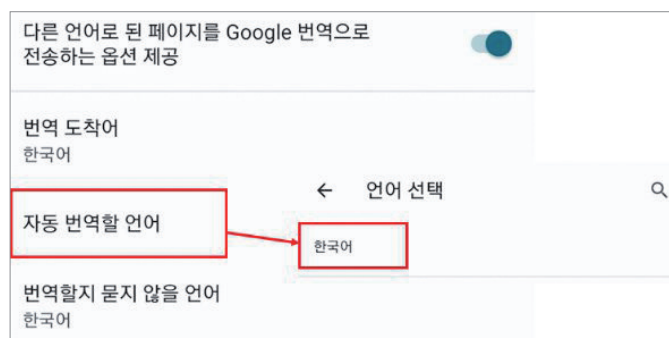 다른 언어로 된 페이지를 Google 번역으로
전송하는 옵션 제공
번역 도착어
한국어
자동 번역할 언어
← 언어 선택
한국어
번역할지 묻지 않을 언어
한국어